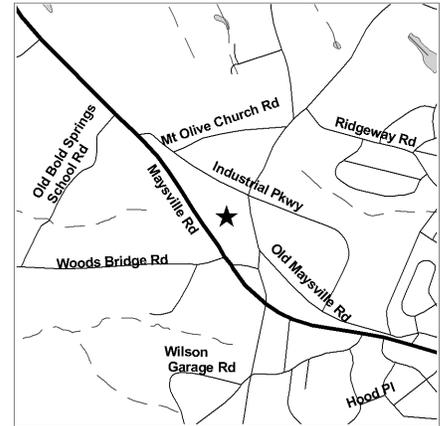 Mt Olive Church Rd
Ridgeway Rd
Old Bold Springs
School Rd
Maysville Rd
Industrial Pkwy
Woods Bridge Rd
Old Maysville Rd
Wilson
Garage Rd
Hood Pl